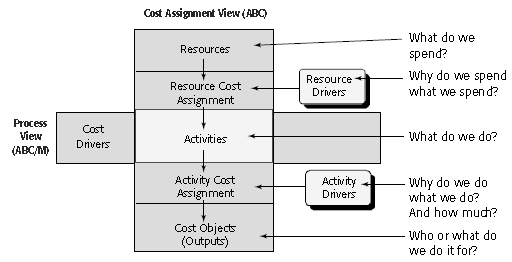 Cost Assignment View (ABC)
Resources
What do we
spend?
Resource Cost
Assignment
Resource
Drivers
Why do we spend
what we spend?
Process
View
(ABC/M)
Cost
Drivers
Activities
What do we do?
Activity Cost
Assignment
Activity
Drivers
Why do we do
what we do?
And how much?
Cost Objects
(Outputs)
Who or what do
we do it for?